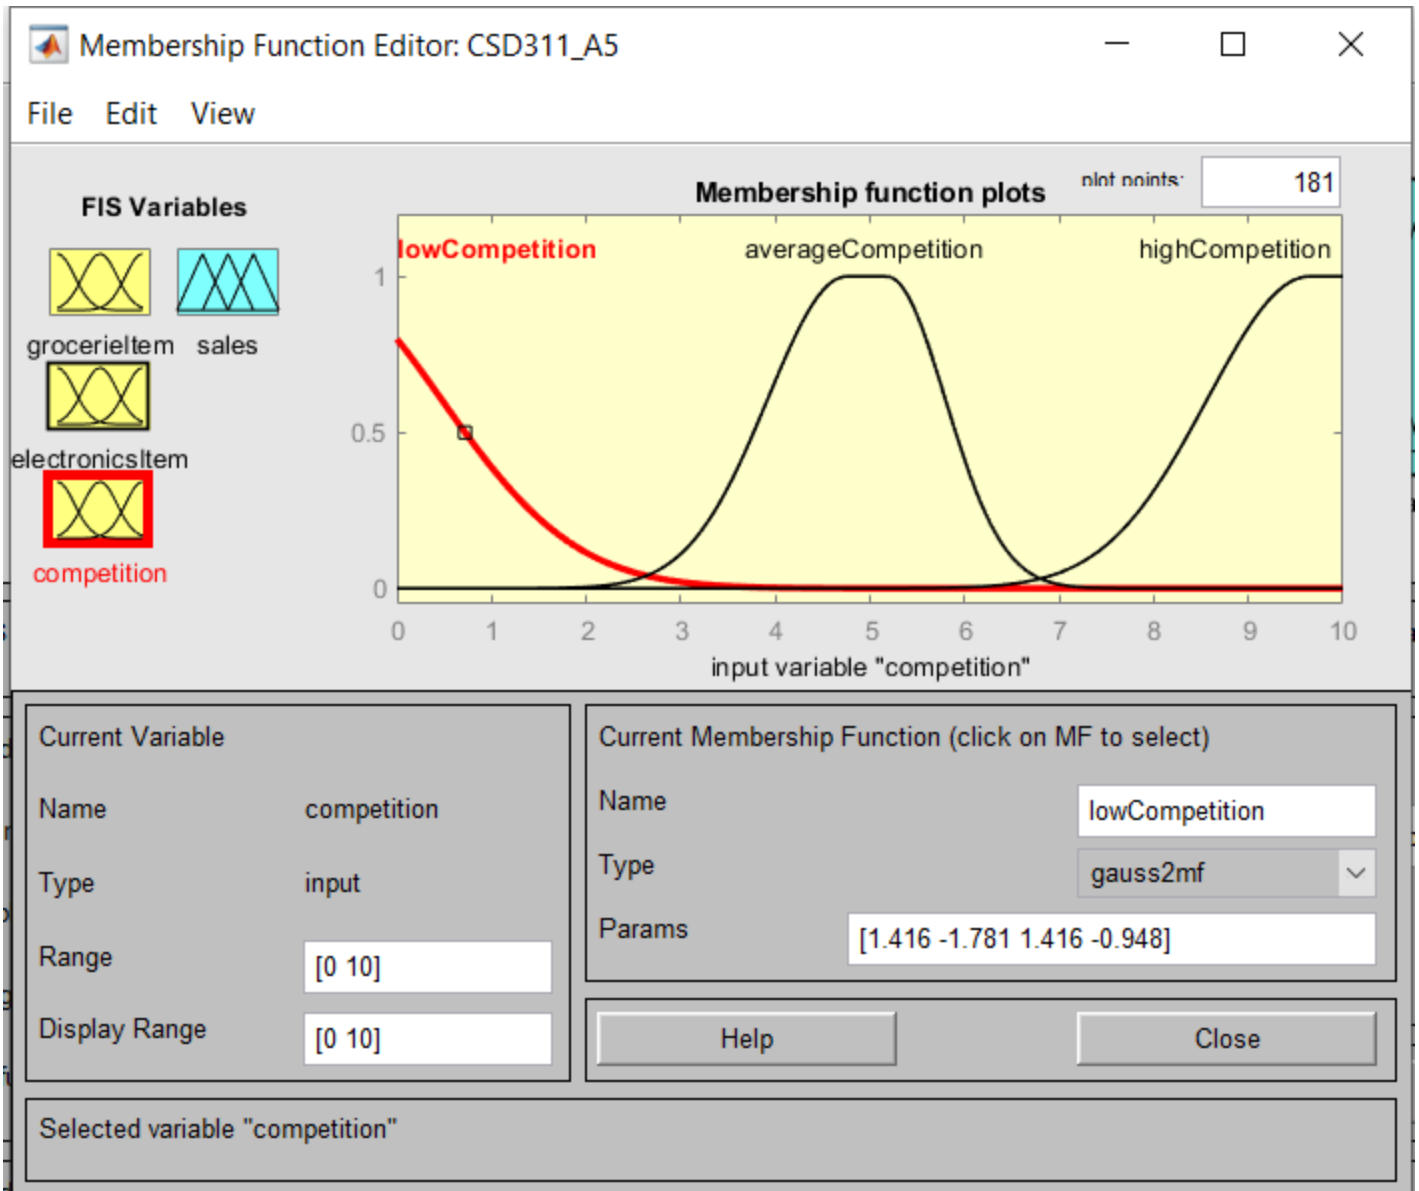 Membership Function Editor: CSD311_A5
File Edit View
FIS Variables
Membership function plots
plot points:
181
grocerieItem
sales
electronicsItem
competition
lowCompetition
averageCompetition
highCompetition
1
0.5
0
0 1 2 3 4 5 6 7 8 9 10
input variable "competition"
Current Variable
Name competition
Type input
Range [0 10]
Display Range [0 10]
Current Membership Function (click on MF to select)
Name lowCompetition
Type gauss2mf
Params [1.416 -1.781 1.416 -0.948]
Help Close
Selected variable "competition"